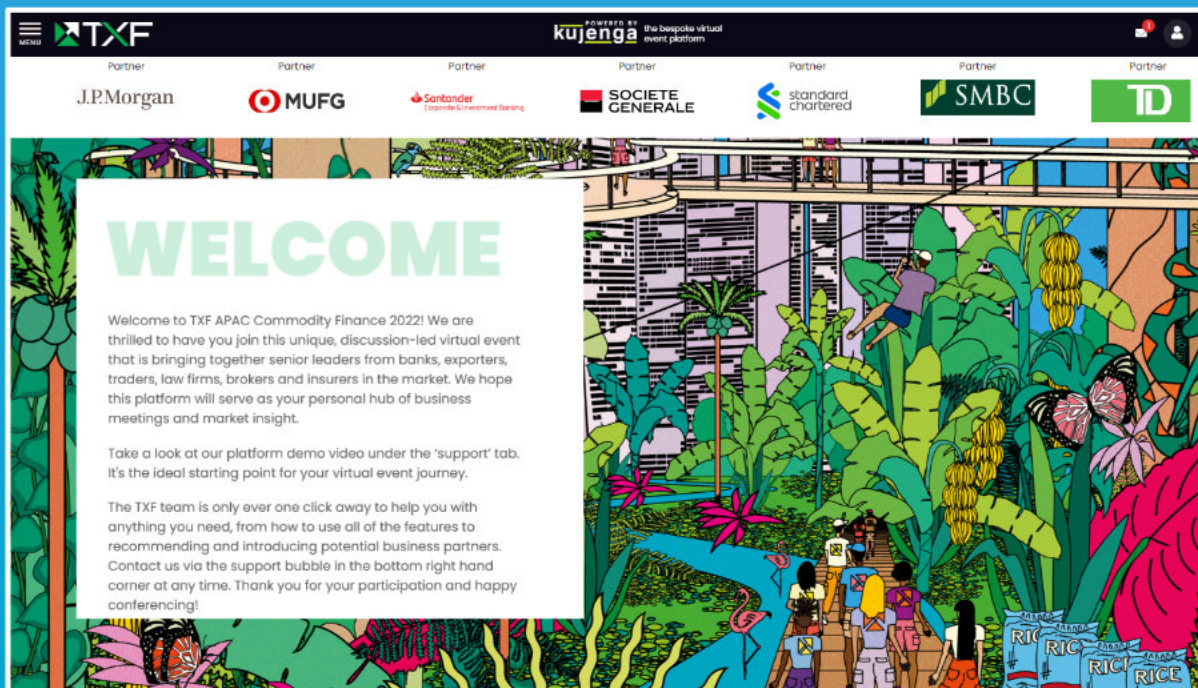 MENU
TXF
POWERED BY
kujenga
the bespoke virtual
event platform
1
Partner
Partner
Partner
Partner
Partner
Partner
Partner
J.P.Morgan
MUFG
Santander
Corporate & Investment Banking
SOCIETE
GENERALE
standard
chartered
SMBC
TD
WELCOME
Welcome to TXF APAC Commodity Finance 2022! We are
thrilled to have you join this unique, discussion-led virtual event
that is bringing together senior leaders from banks, exporters,
traders, law firms, brokers and insurers in the market. We hope
this platform will serve as your personal hub of business
meetings and market insight.
Take a look at our platform demo video under the ‘support’ tab.
It's the ideal starting point for your virtual event journey.
The TXF team is only ever one click away to help you with
anything you need, from how to use all of the features to
recommending and introducing potential business partners.
Contact us via the support bubble in the bottom right hand
corner at any time. Thank you for your participation and happy
conferencing!
RIC
RIC
RICE
RICE